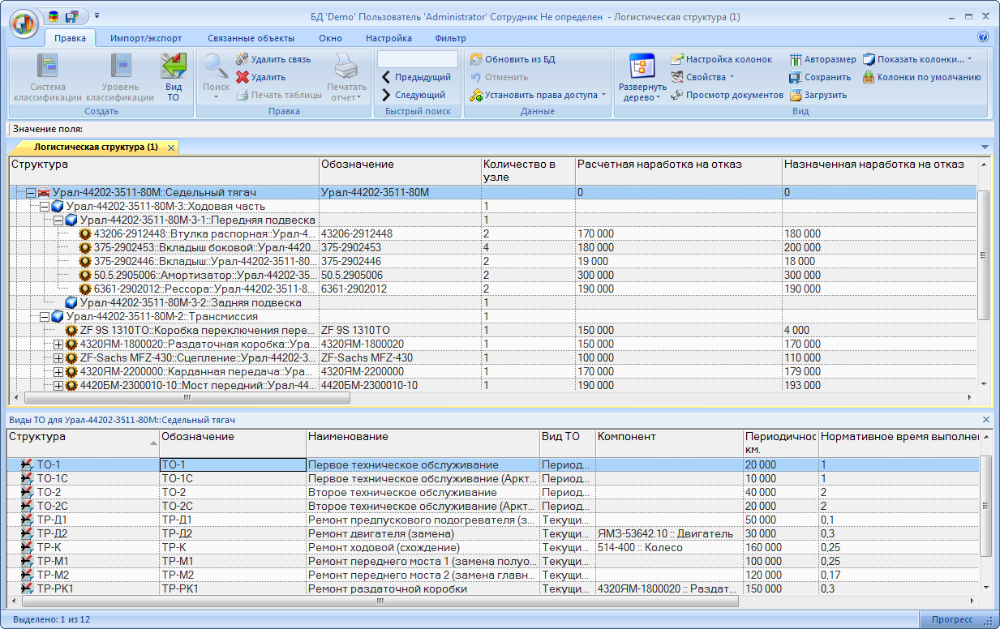 БД 'Demo' Пользователь 'Administrator' Сотрудник Не определен - Логистическая структура (1)
Правка Импорт/экспорт Связанные объекты Окно Настройка Фильтр
Система классификации
Уровень классификации
Вид ТО
Создать
Поиск
Удалить связь
Удалить
Печать таблицы
Печатать отчет
Правка
Предыдущий
Следующий
Быстрый поиск
Обновить из БД
Отменить
Установить права доступа
Данные
Развернуть дерево
Настройка колонок
Свойства
Просмотр документов
Авторазмер
Сохранить
Загрузить
Показать колонки...
Колонки по умолчанию
Вид
Значение поля:
Логистическая структура (1)
Структура Обозначение Количество в узле Расчетная наработка на отказ Назначенная наработка на отказ
Урал-44202-3511-80М::Седельный тягач Урал-44202-3511-80М 0 0
Урал-44202-3511-80М-3::Ходовая часть 1
Урал-44202-3511-80М-3-1::Передняя подвеска 1
43206-2912448::Втулка распорная::Урал-4... 43206-2912448 2 170 000 180 000
375-2902453::Вкладыш боковой::Урал-4420... 375-2902453 4 180 000 200 000
375-2902446::Вкладыш::Урал-44202-3511-80... 375-2902446 2 19 000 18 000
50.5.2905006::Амортизатор::Урал-44202-35... 50.5.2905006 2 300 000 300 000
6361-2902012::Рессора::Урал-44202-3511-8... 6361-2902012 2 190 000 190 000
Урал-44202-3511-80М-3-2::Задняя подвеска 1
Урал-44202-3511-80М-2::Трансмиссия 1
ZF 9S 1310ТО::Коробка переключения пере... ZF 9S 1310ТО 1 150 000 4 000
4320ЯМ-1800020::Раздаточная коробка::Ура... 4320ЯМ-1800020 1 150 000 170 000
ZF-Sachs MFZ-430::Сцепление::Урал-44202-3... ZF-Sachs MFZ-430 1 100 000 110 000
4320ЯМ-2200000::Карданная передача::Ура... 4320ЯМ-2200000 1 170 000 179 000
4420БМ-2300010-10::Мост передний::Урал-44... 4420БМ-2300010-10 1 190 000 193 000
Виды ТО для Урал-44202-3511-80М::Седельный тягач
Структура Обозначение Наименование Вид ТО Компонент Периодичнос км. Нормативное время выполнен
ТО-1 ТО-1 Первое техническое обслуживание Период... 20 000 1
ТО-1С ТО-1С Первое техническое обслуживание (Аркт... Период... 10 000 1
ТО-2 ТО-2 Второе техническое обслуживание Период... 40 000 2
ТО-2С ТО-2С Второе техническое обслуживание (Аркт... Период... 20 000 2
ТР-Д1 ТР-Д1 Ремонт предпускового подогревателя (з... Текущи... 50 000 0,1
ТР-Д2 ТР-Д2 Ремонт двигателя (замена) Текущи... ЯМЗ-53642.10 :: Двигатель 30 000 0,3
ТР-К ТР-К Ремонт ходовой (схождение) Текущи... 514-400 :: Колесо 160 000 0,25
ТР-М1 ТР-М1 Ремонт переднего моста 1 (замена полуо... Текущи... 100 000 0,25
ТР-М2 ТР-М2 Ремонт переднего моста 2 (замена главн... Текущи... 120 000 0,17
ТР-РК1 ТР-РК1 Ремонт раздаточной коробки Текущи... 4320ЯМ-1800020 :: Раздат... 150 000 0,3
Выделено: 1 из 12 Прогресс